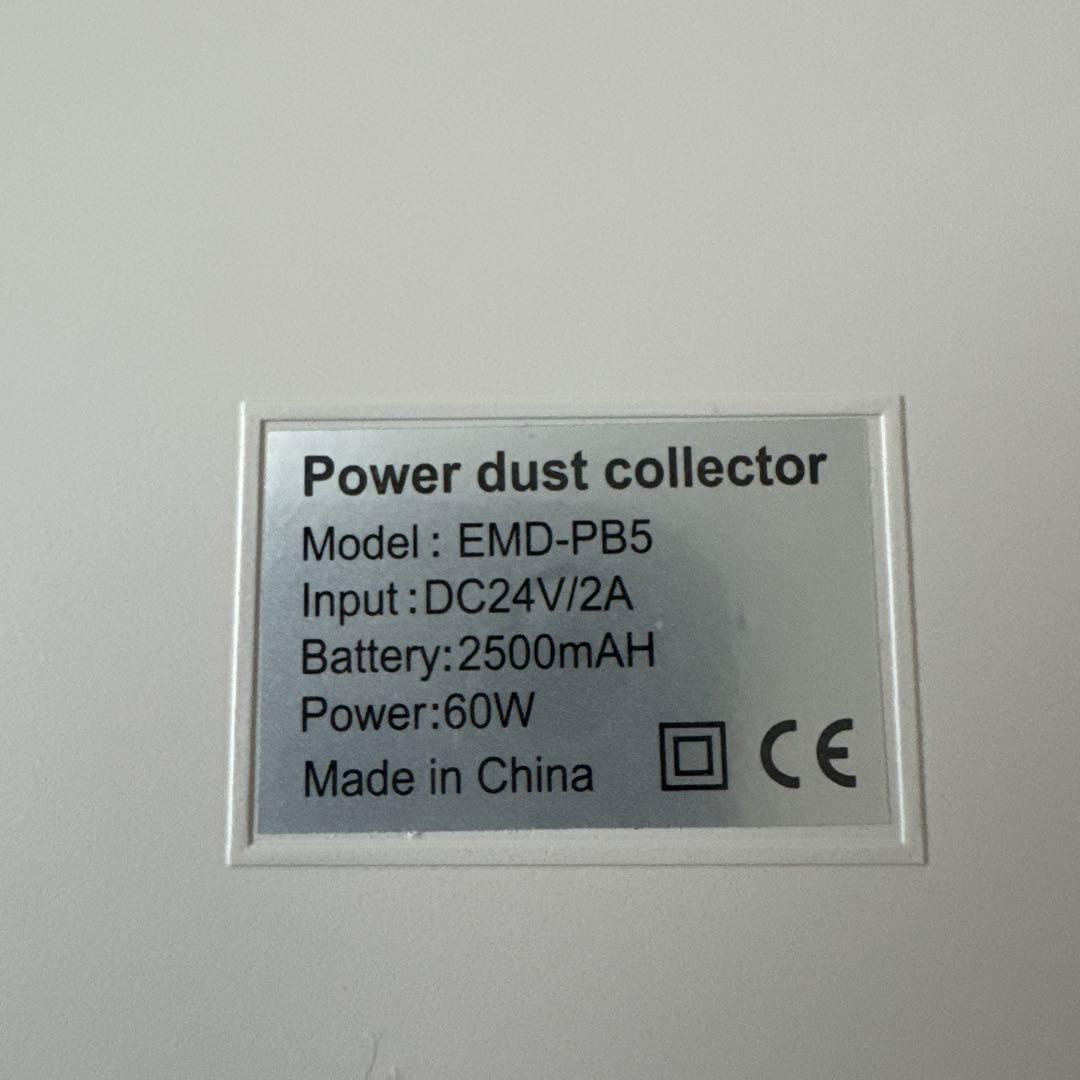 Power dust collector
Model : EMD-PB5
Input :DC24V/2A
Battery:2500mAH
Power:60W
Made in China
CE